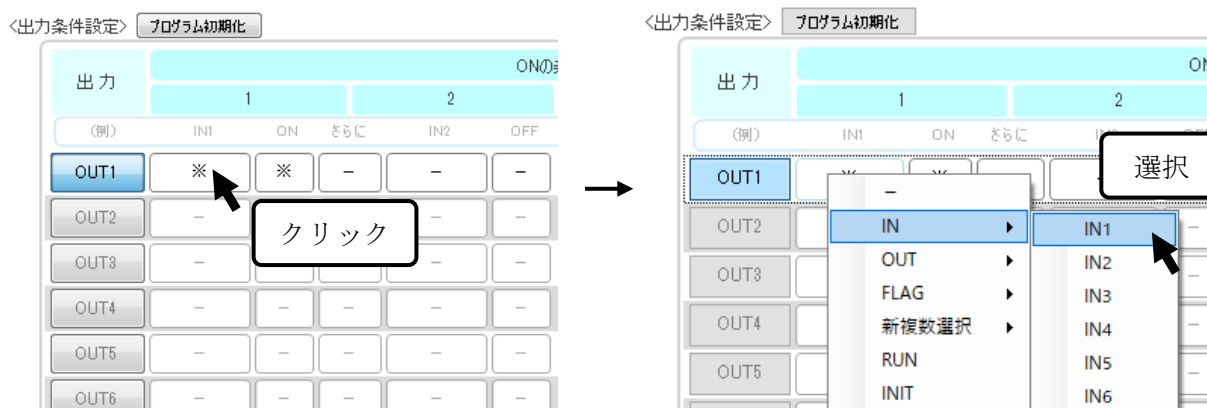 〈出力条件設定〉 プログラム初期化
出 力
ONの
1 2
(例) IN1 ON さらに IN2 OFF
OUT1 ※ ※ − − −
OUT2 − − −
クリック
OUT3 − − −
OUT4 − − − − −
OUT5 − − − − −
OUT6 − − − − −
→
〈出力条件設定〉 プログラム初期化
出 力
1 2
(例) IN1 ON さらに
選択
OUT1
OUT2 −
OUT3
OUT4 −
OUT5 −
−
IN
OUT
FLAG
新複数選択
RUN
INIT
IN1
IN2
IN3
IN4
IN5
IN6